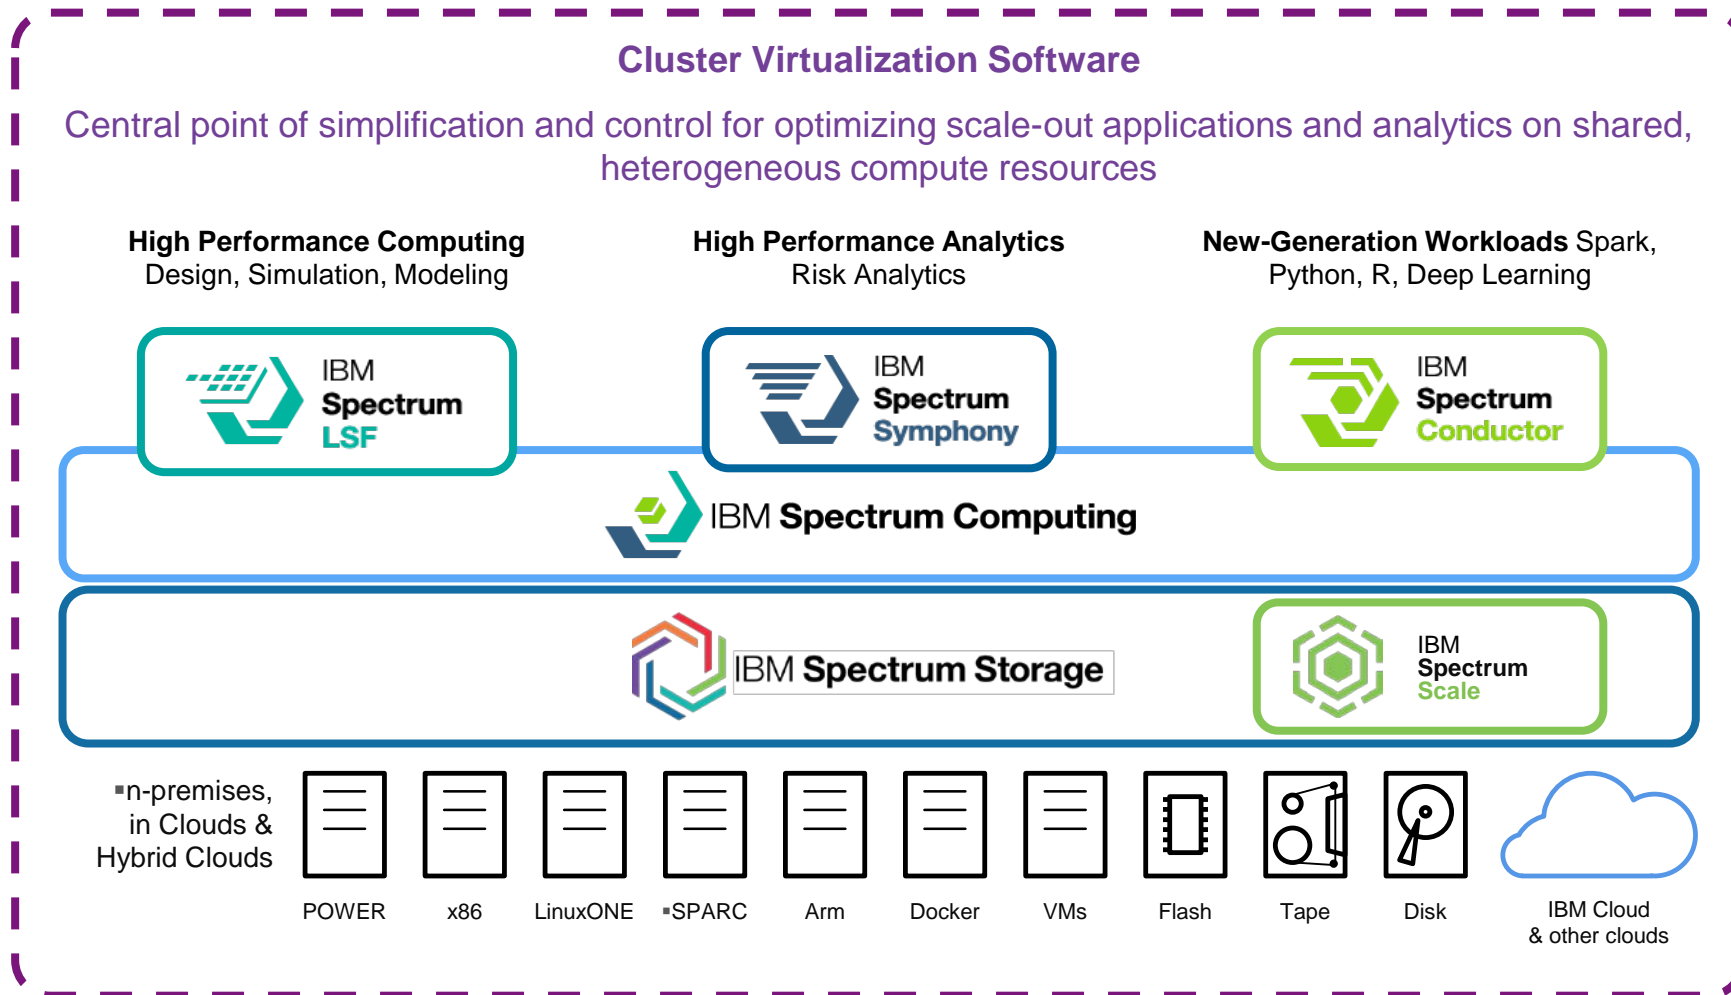 Cluster Virtualization Software
Central point of simplification and control for optimizing scale-out applications and analytics on shared,
heterogeneous compute resources
High Performance Computing
Design, Simulation, Modeling
High Performance Analytics
Risk Analytics
New-Generation Workloads Spark,
Python, R, Deep Learning
IBM
Spectrum
LSF
IBM
Spectrum
Symphony
IBM
Spectrum
Conductor
IBM Spectrum Computing
IBM Spectrum Storage
IBM
Spectrum
Scale
▪n-premises,
in Clouds &
Hybrid Clouds
POWER
x86
LinuxONE
▪SPARC
Arm
Docker
VMs
Flash
Tape
Disk
IBM Cloud
& other clouds